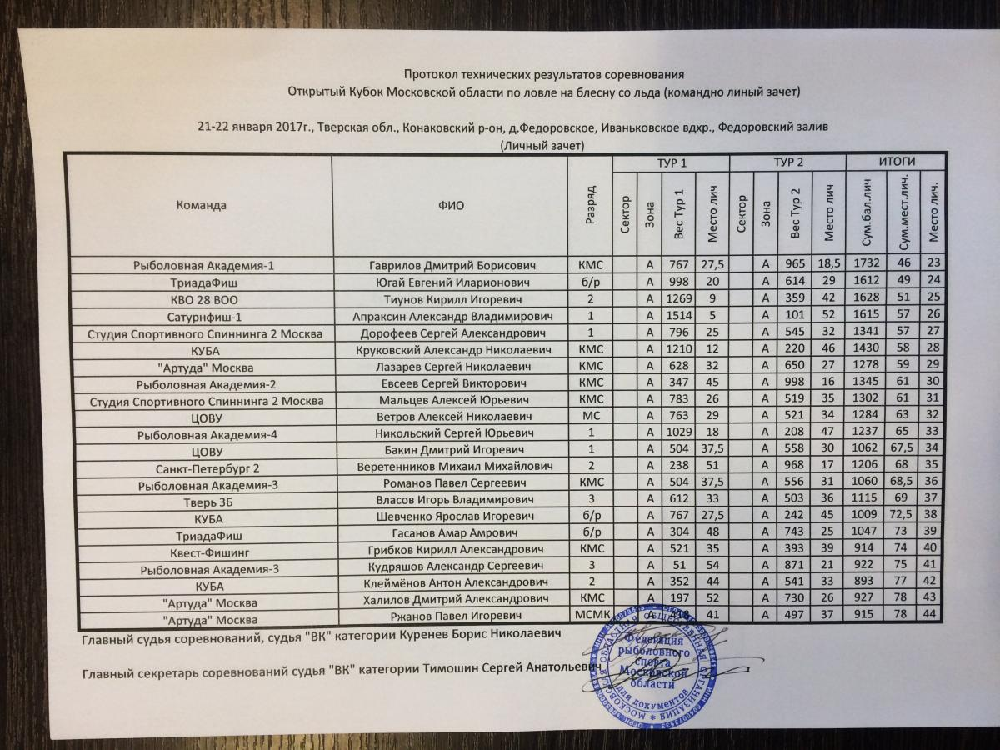 Протокол технических результатов соревнования
Открытый Кубок Московской области по ловле на блесну со льда (командно линый зачет)
21-22 января 2017г., Тверская обл., Конаковский р-он, д.Федоровское, Иваньковское вдхр., Федоровский залив
(Личный зачет)
Команда ФИО Разряд ТУР 1 ТУР 2 ИТОГИ
Сектор Зона Вес Тур 1 Место лич Сектор Зона Вес Тур 2 Место лич Сум.бал.лич Сум.мест.лич. Место лич.
Рыболовная Академия-1 Гаврилов Дмитрий Борисович КМС А 767 27,5 А 965 18,5 1732 46 23
ТриадаФиш Югай Евгений Иларионович б/р А 998 20 А 614 29 1612 49 24
КВО 28 ВОО Тиунов Кирилл Игоревич 2 А 1269 9 А 359 42 1628 51 25
Сатурнфиш-1 Апраксин Александр Владимирович 1 А 1514 5 А 101 52 1615 57 26
Студия Спортивного Спиннинга 2 Москва Дорофеев Сергей Александрович 1 А 796 25 А 545 32 1341 57 27
КУБА Круковский Александр Николаевич КМС А 1210 12 А 220 46 1430 58 28
"Артуда" Москва Лазарев Сергей Николаевич КМС А 628 32 А 650 27 1278 59 29
Рыболовная Академия-2 Евсеев Сергей Викторович КМС А 347 45 А 998 16 1345 61 30
Студия Спортивного Спиннинга 2 Москва Мальцев Алексей Юрьевич КМС А 783 26 А 519 35 1302 61 31
ЦОВУ Ветров Алексей Николаевич МС А 763 29 А 521 34 1284 63 32
Рыболовная Академия-4 Никольский Сергей Юрьевич 1 А 1029 18 А 208 47 1237 65 33
ЦОВУ Бакин Дмитрий Игоревич 1 А 504 37,5 А 558 30 1062 67,5 34
Санкт-Петербург 2 Веретенников Михаил Михайлович 2 А 238 51 А 968 17 1206 68 35
Рыболовная Академия-3 Романов Павел Сергеевич КМС А 504 37,5 А 556 31 1060 68,5 36
Тверь 3Б Власов Игорь Владимирович 3 А 612 33 А 503 36 1115 69 37
КУБА Шевченко Ярослав Игоревич б/р А 767 27,5 А 242 45 1009 72,5 38
ТриадаФиш Гасанов Амар Амрович б/р А 304 48 А 743 25 1047 73 39
Квест-Фишинг Грибков Кирилл Александрович КМС А 521 35 А 393 39 914 74 40
Рыболовная Академия-3 Кудряшов Александр Сергеевич 3 А 51 54 А 871 21 922 75 41
КУБА Клеймёнов Антон Александрович 2 А 352 44 А 541 33 893 77 42
"Артуда" Москва Халилов Дмитрий Александрович КМС А 197 52 А 730 26 927 78 43
"Артуда" Москва Ржанов Павел Игоревич МСМК А 418 41 А 497 37 915 78 44
Главный судья соревнований, судья "ВК" категории Куренев Борис Николаевич
Главный секретарь соревнований судья "ВК" категории Тимошин Сергей Анатольевич
Федерация
рыболовного
спорта
Московской
области
для документов
МОСКОВСКАЯ ОБЛАСТНАЯ ОБЩЕСТВЕННАЯ ОРГАНИЗАЦИЯ